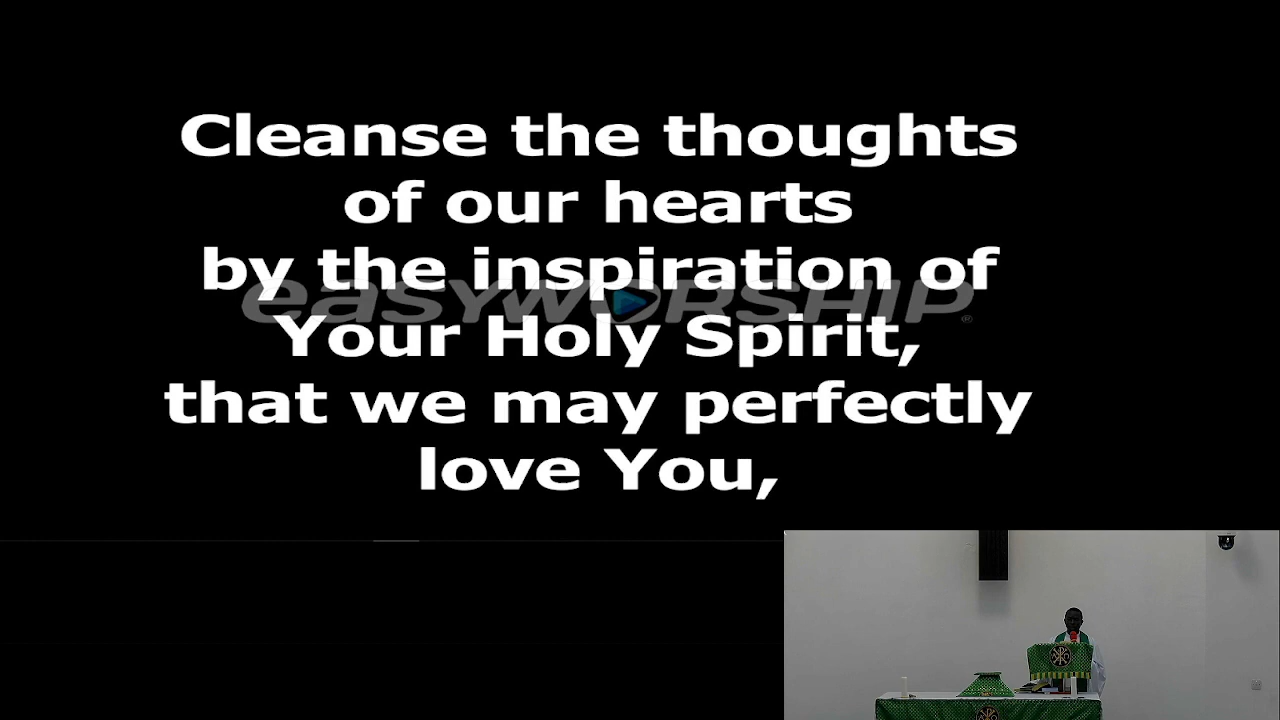 Cleanse the thoughts
of our hearts
by the inspiration of
easyWORSHIP®
Your Holy Spirit,
that we may perfectly
love You,